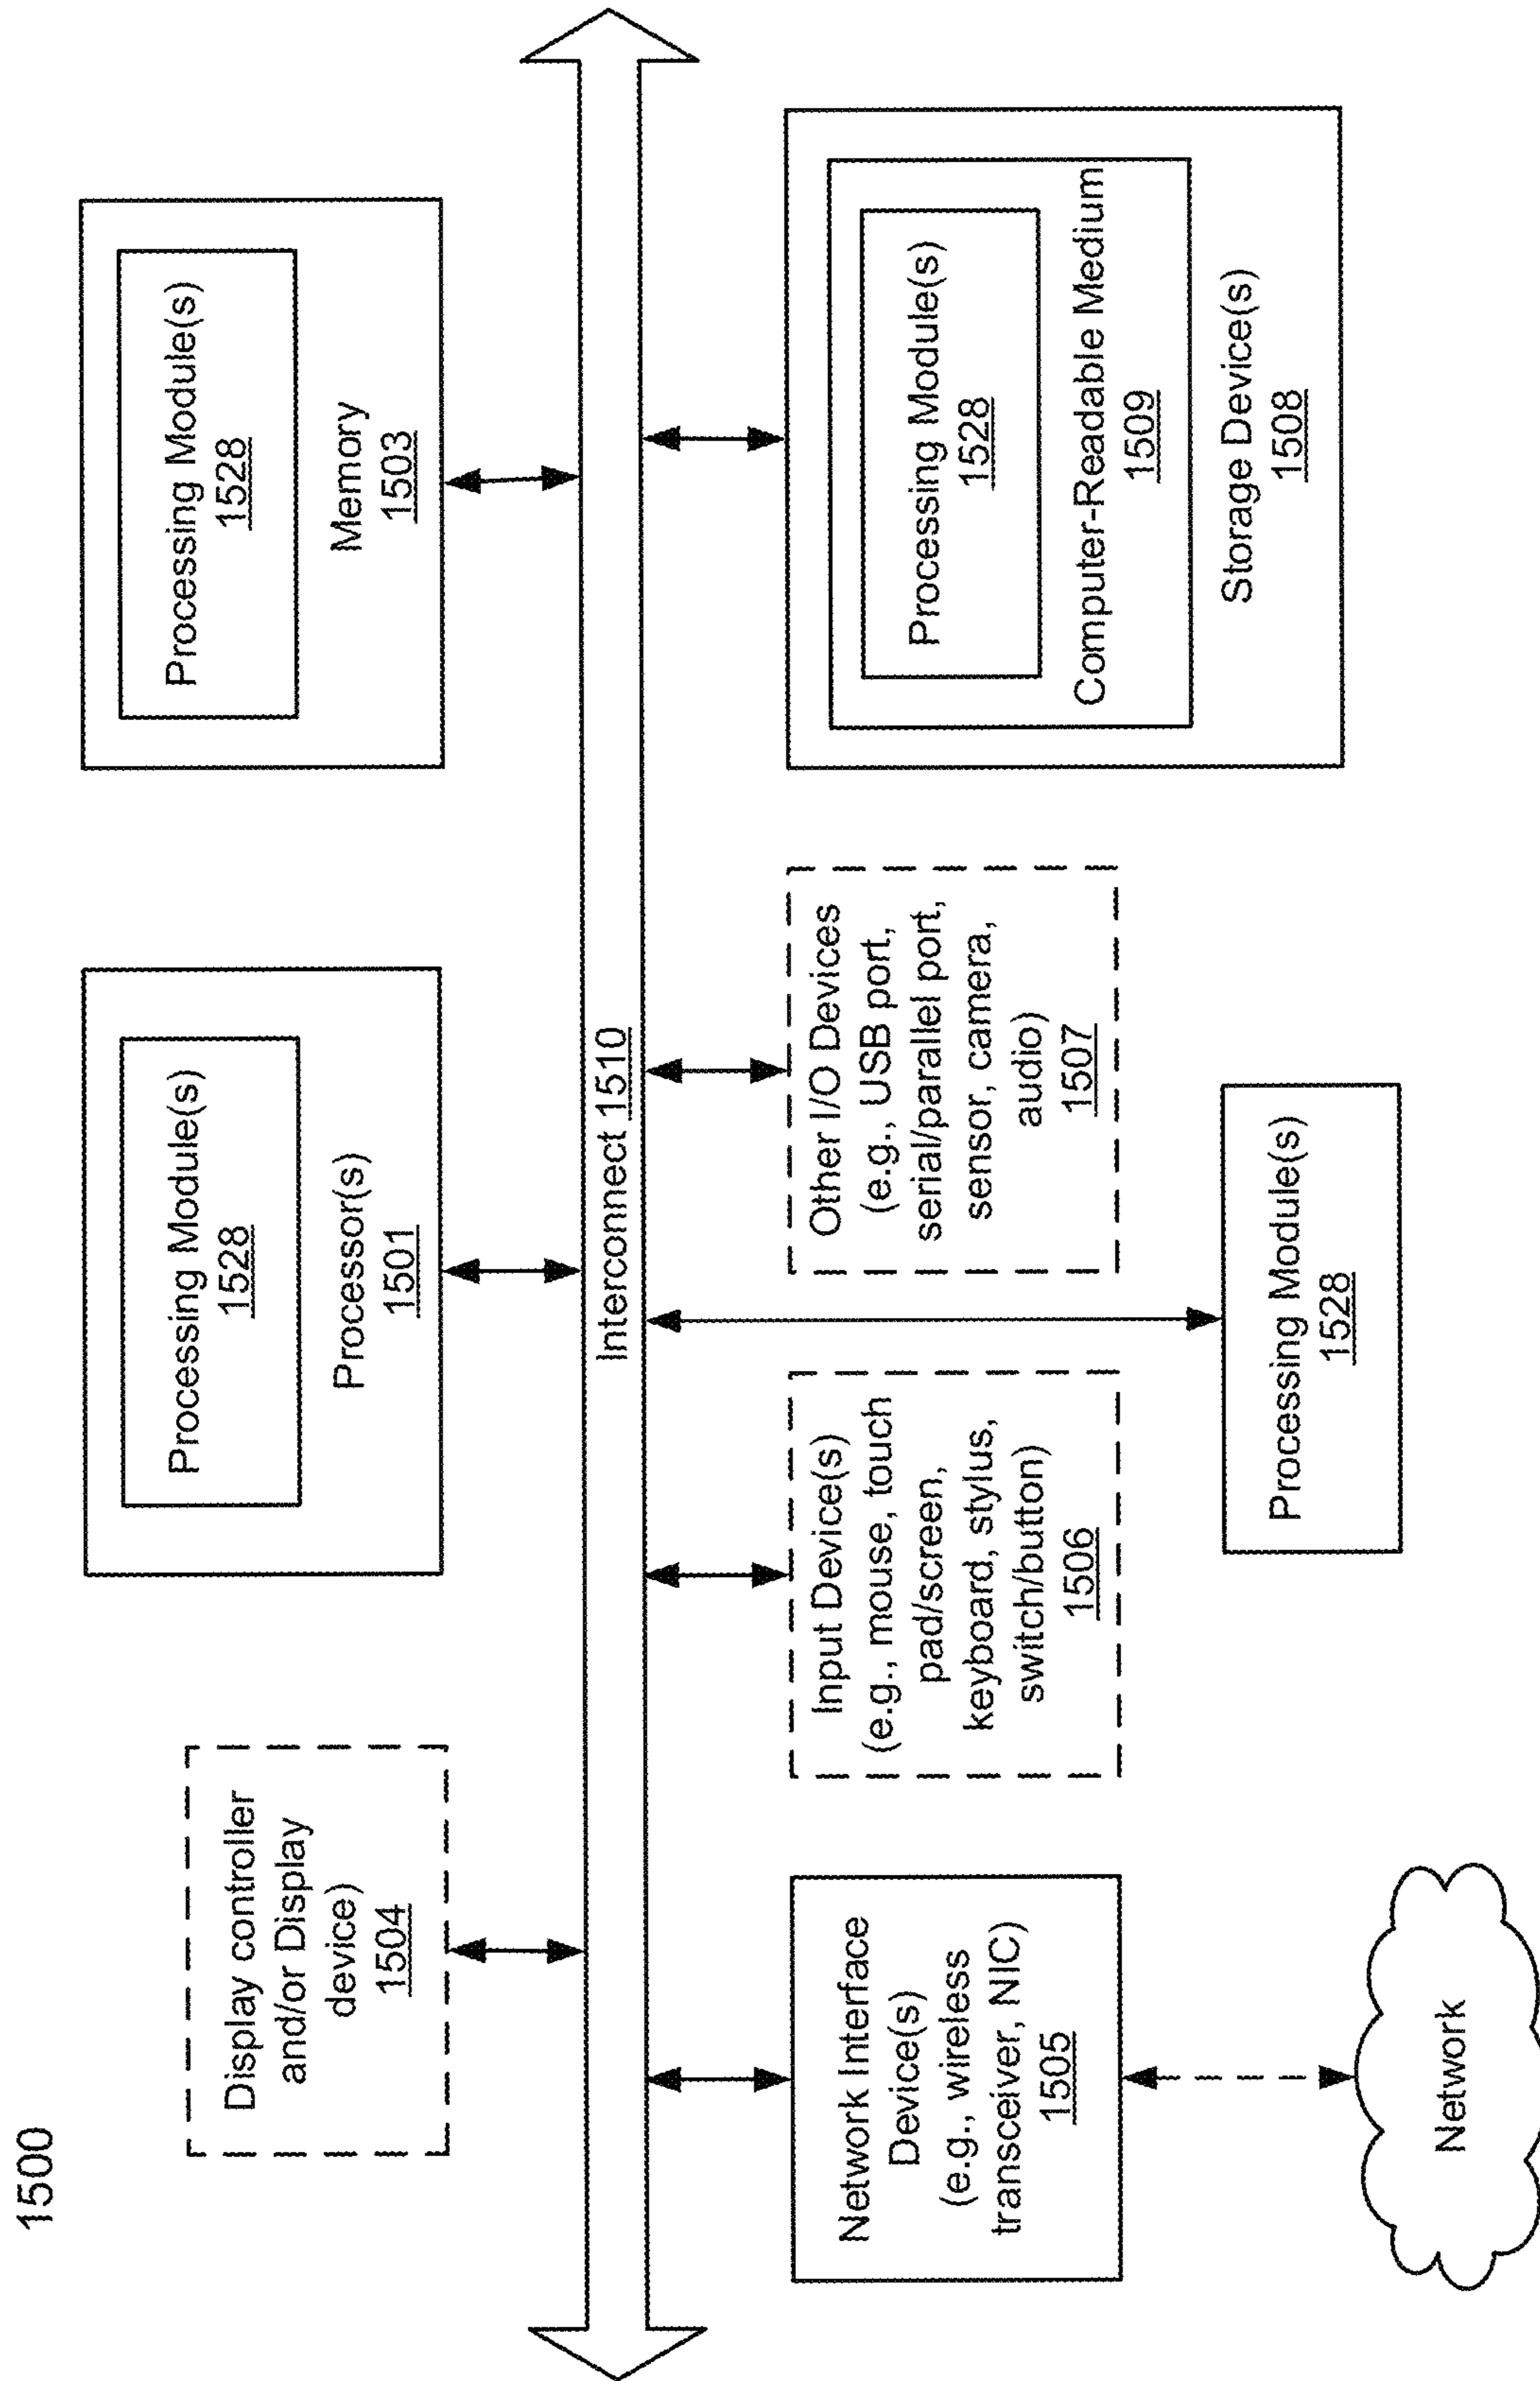 1500
Display controller
and/or Display
device)
1504
Processing Module(s)
1528
Processor(s)
1501
Processing Module(s)
1528
Memory
1503
Interconnect 1510
Network Interface
Device(s)
(e.g., wireless
transceiver, NIC)
1505
Input Device(s)
(e.g., mouse, touch
pad/screen,
keyboard, stylus,
switch/button)
1506
Other I/O Devices
(e.g., USB port,
serial/parallel port,
sensor, camera,
audio)
1507
Processing Module(s)
1528
Computer-Readable Medium
1509
Storage Device(s)
1508
Processing Module(s)
1528
Network